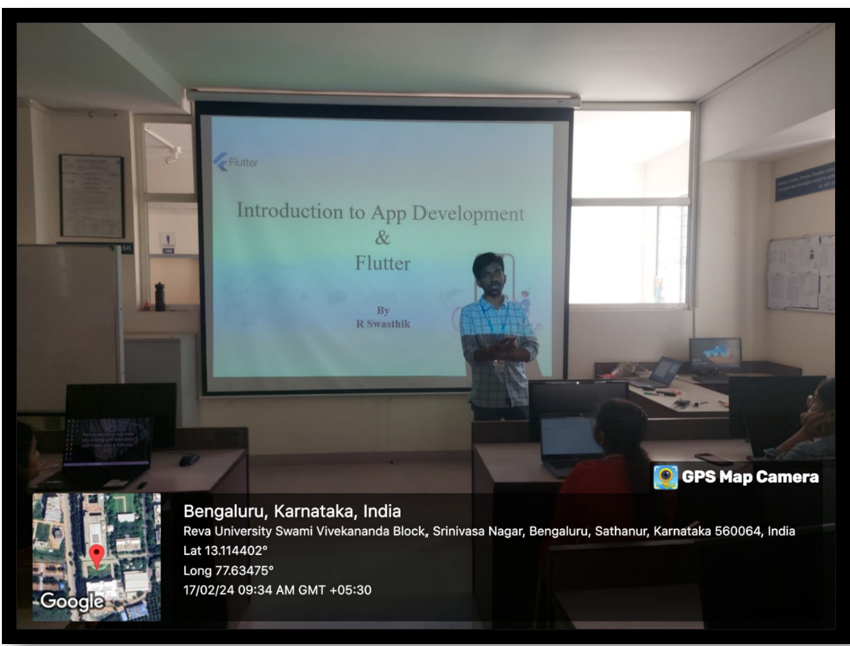 Flutter
Introduction to App Development
&
Flutter
By
R Swasthik
GPS Map Camera
Bengaluru, Karnataka, India
Reva University Swami Vivekananda Block, Srinivasa Nagar, Bengaluru, Sathanur, Karnataka 560064, India
Lat 13.114402°
Long 77.63475°
17/02/24 09:34 AM GMT +05:30
Google